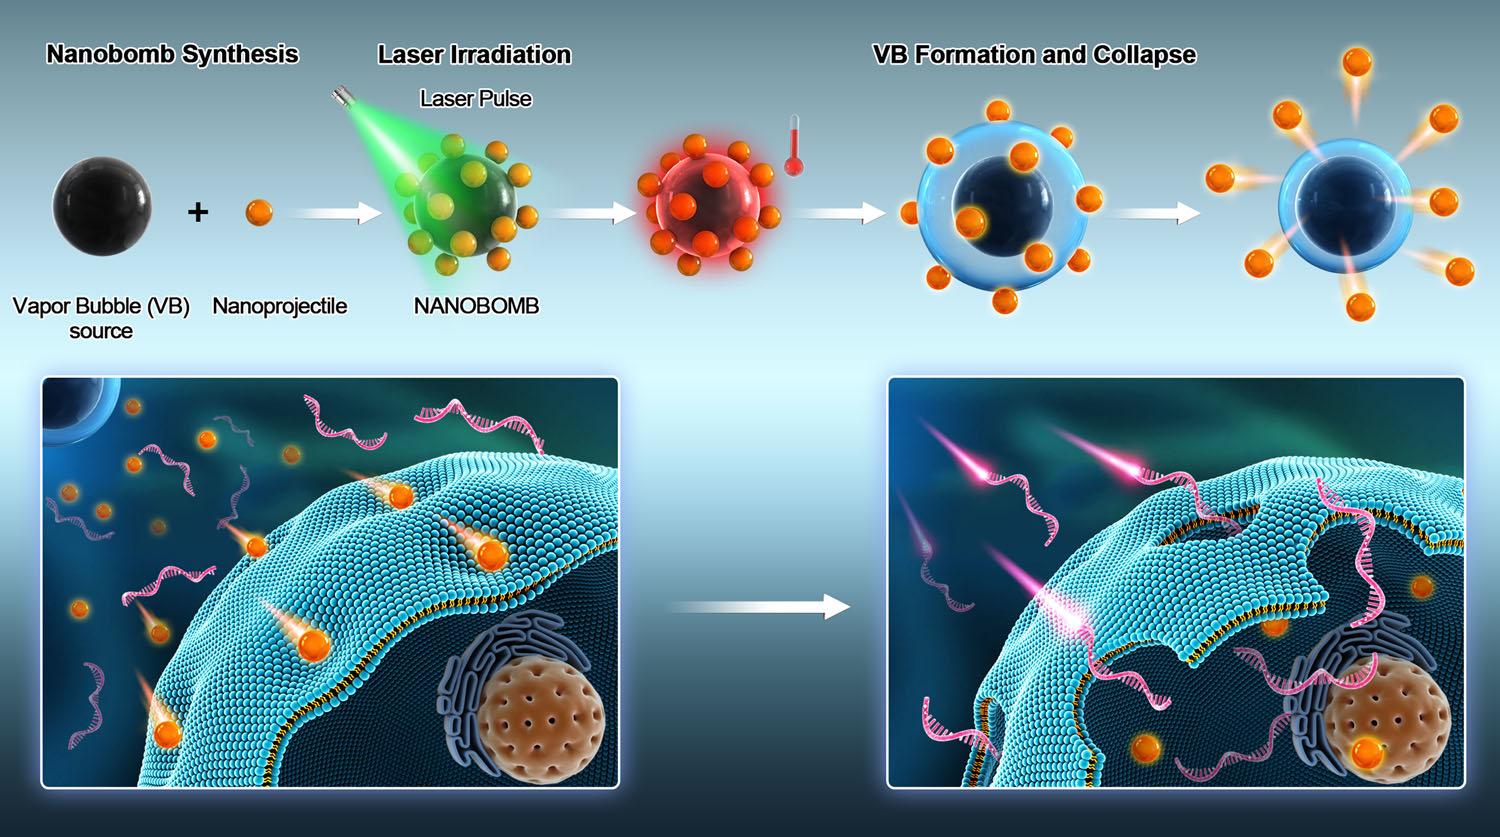 Nanobomb Synthesis
Laser Irradiation
VB Formation and Collapse
Laser Pulse
+
Vapor Bubble (VB)
source
Nanoprojectile
NANOBOMB